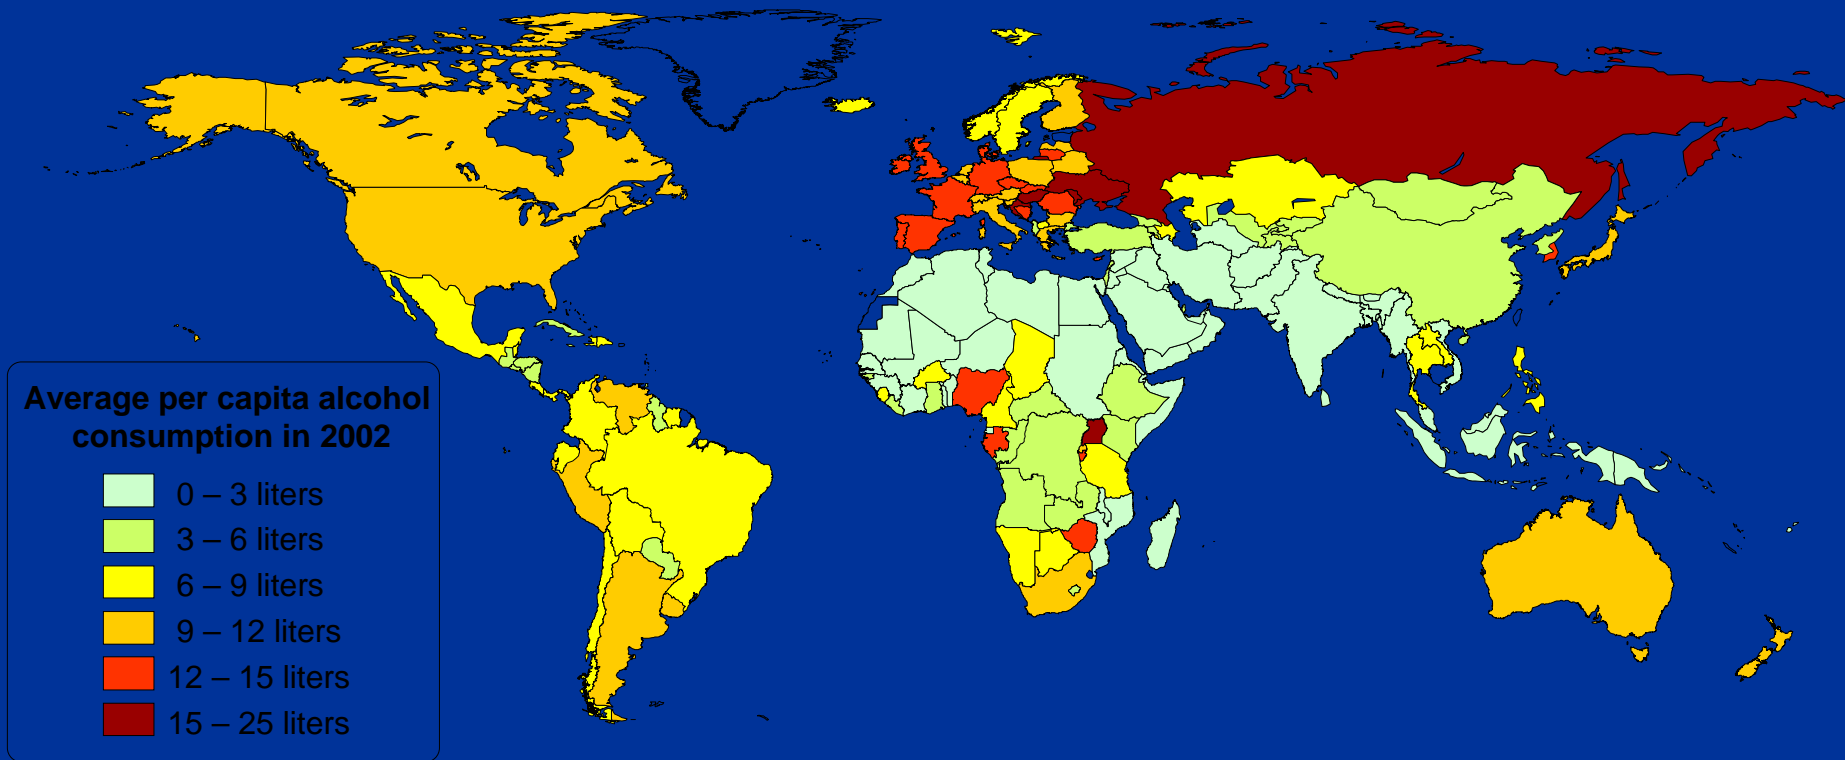 Average per capita alcohol
consumption in 2002
0 – 3 liters
3 – 6 liters
6 – 9 liters
9 – 12 liters
12 – 15 liters
15 – 25 liters